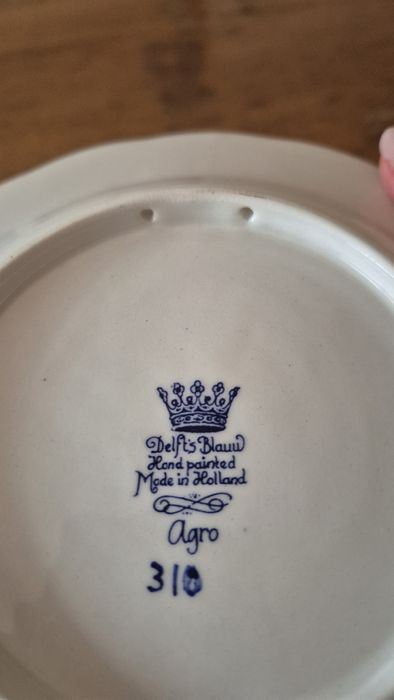 Delft's Blauw
Hand painted
Made in Holland
Agro
310